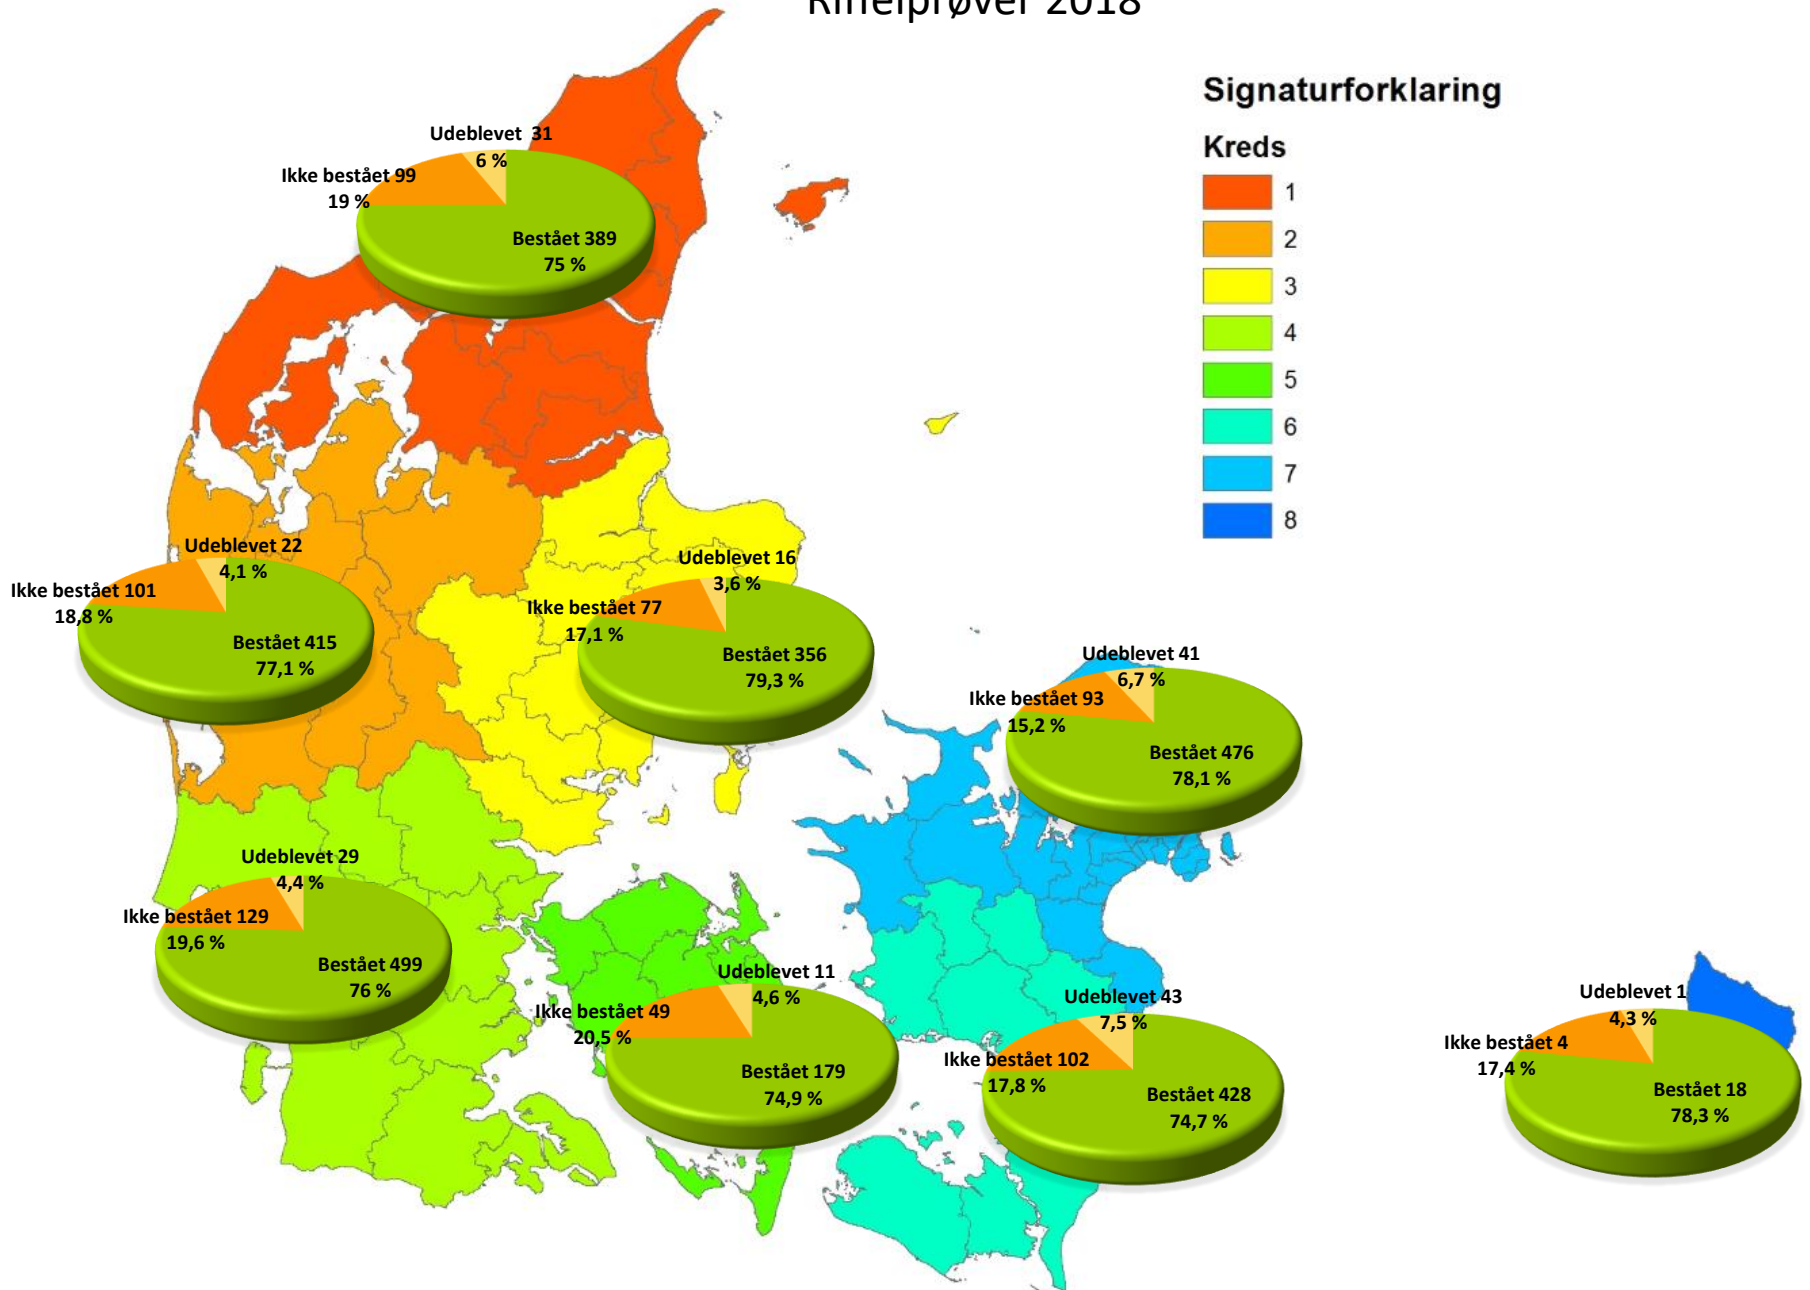 Riffelprøver 2018
Signaturforklaring
Kreds
1
2
3
4
5
6
7
8
Udeblevet 31
6 %
Ikke bestået 99
19 %
Bestået 389
75 %
Udeblevet 22
4,1 %
Ikke bestået 101
18,8 %
Bestået 415
77,1 %
Udeblevet 16
3,6 %
Ikke bestået 77
17,1 %
Bestået 356
79,3 %
Udeblevet 41
6,7 %
Ikke bestået 93
15,2 %
Bestået 476
78,1 %
Udeblevet 29
4,4 %
Ikke bestået 129
19,6 %
Bestået 499
76 %
Udeblevet 11
4,6 %
Ikke bestået 49
20,5 %
Bestået 179
74,9 %
Udeblevet 43
7,5 %
Ikke bestået 102
17,8 %
Bestået 428
74,7 %
Udeblevet 1
4,3 %
Ikke bestået 4
17,4 %
Bestået 18
78,3 %